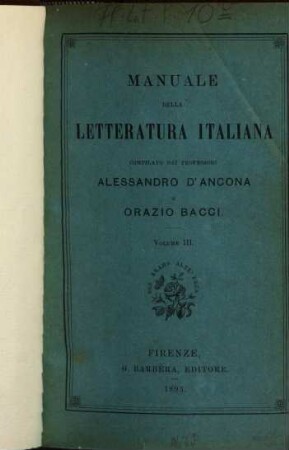 MANUALE
DELLA
LETTERATURA ITALIANA
COMPILATO DAI PROFESSORI
ALESSANDRO D'ANCONA
E
ORAZIO BACCI.
VOLUME III.
FIRENZE,
G. BARBÈRA, EDITORE.
1893.